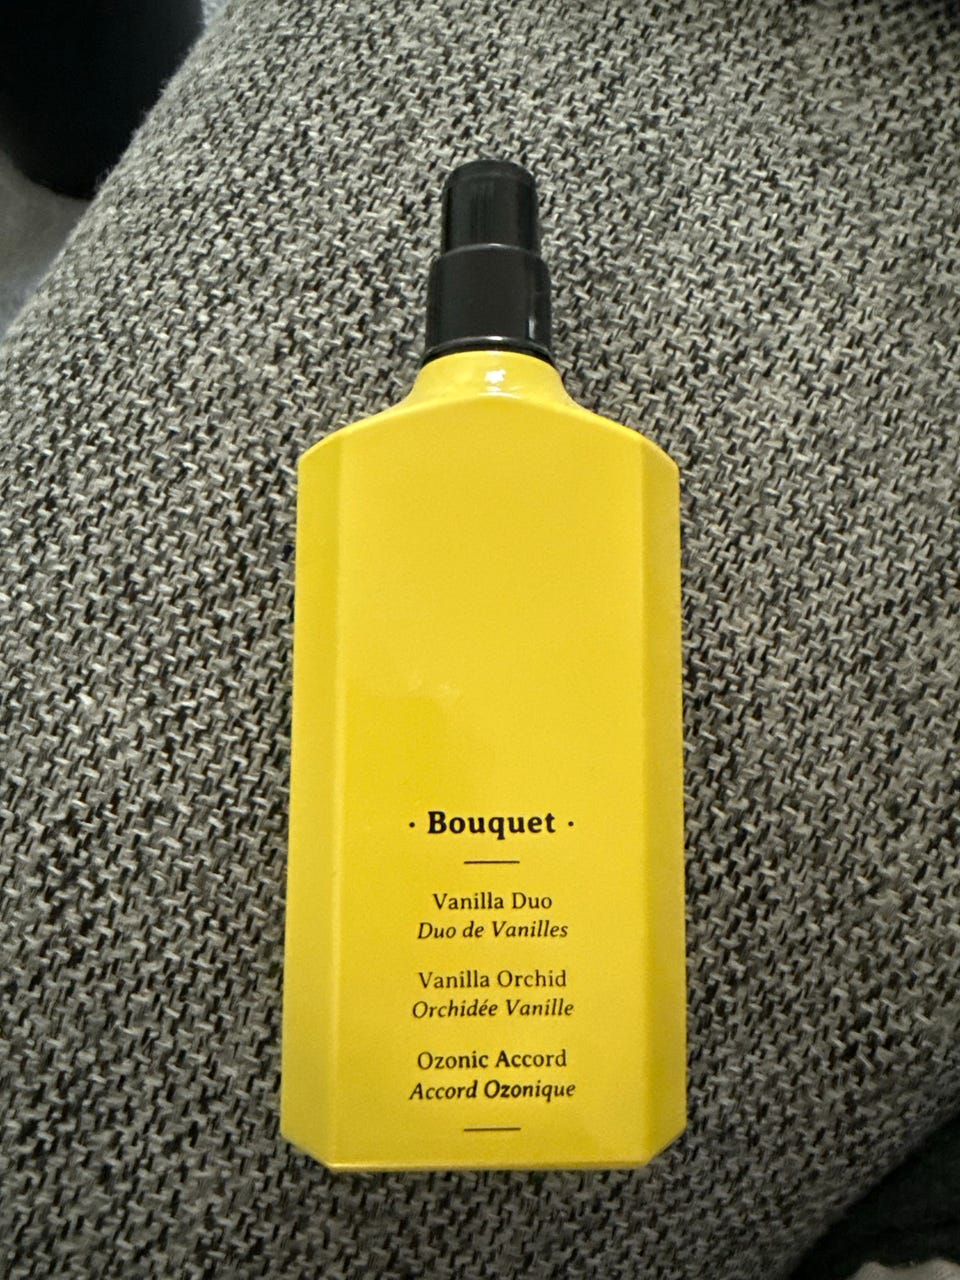 · Bouquet ·
Vanilla Duo
Duo de Vanilles
Vanilla Orchid
Orchidée Vanille
Ozonic Accord
Accord Ozonique